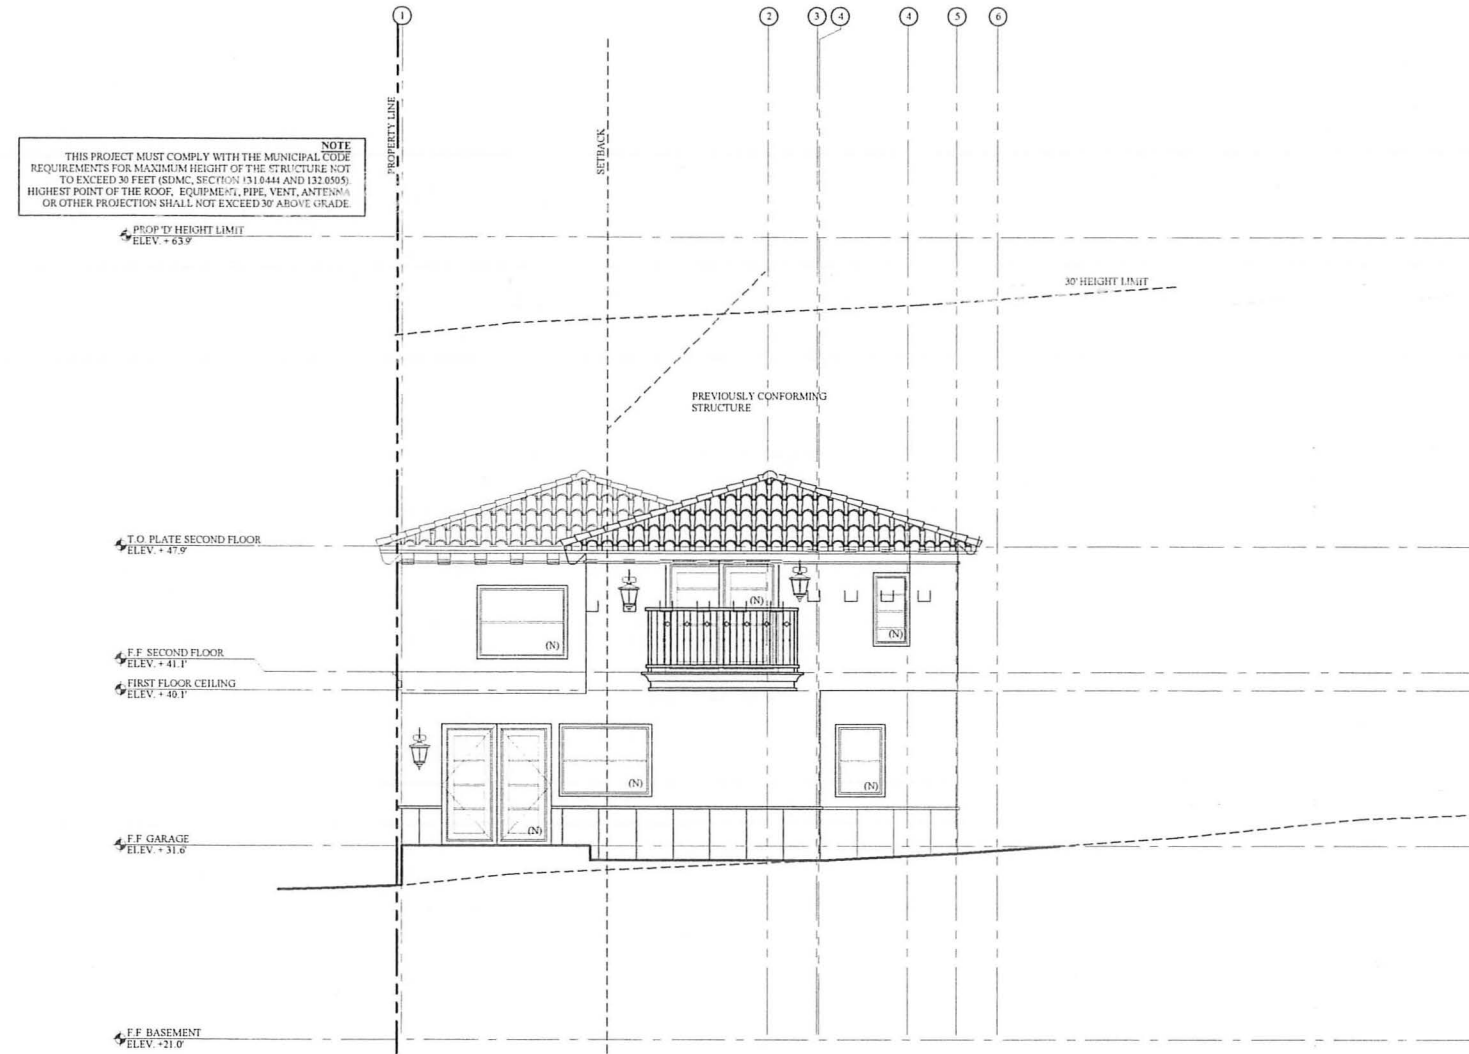 1
2
3
4
4
5
6
PROPERTY LINE
SETBACK
NOTE
THIS PROJECT MUST COMPLY WITH THE MUNICIPAL CODE
REQUIREMENTS FOR MAXIMUM HEIGHT OF THE STRUCTURE NOT
TO EXCEED 30 FEET (SDMC, SECTION 131.0444 AND 132.0505).
HIGHEST POINT OF THE ROOF, EQUIPMENT, PIPE, VENT, ANTENNA
OR OTHER PROJECTION SHALL NOT EXCEED 30' ABOVE GRADE.
PROP 'D' HEIGHT LIMIT
ELEV. + 63.9'
30' HEIGHT LIMIT
PREVIOUSLY CONFORMING
STRUCTURE
T.O. PLATE SECOND FLOOR
ELEV. + 47.9'
(N)
(N)
(N)
F.F SECOND FLOOR
ELEV. + 41.1'
FIRST FLOOR CEILING
ELEV. + 40.1'
(N)
(N)
(N)
F.F GARAGE
ELEV. + 31.6'
F.F BASEMENT
ELEV. +21.0'